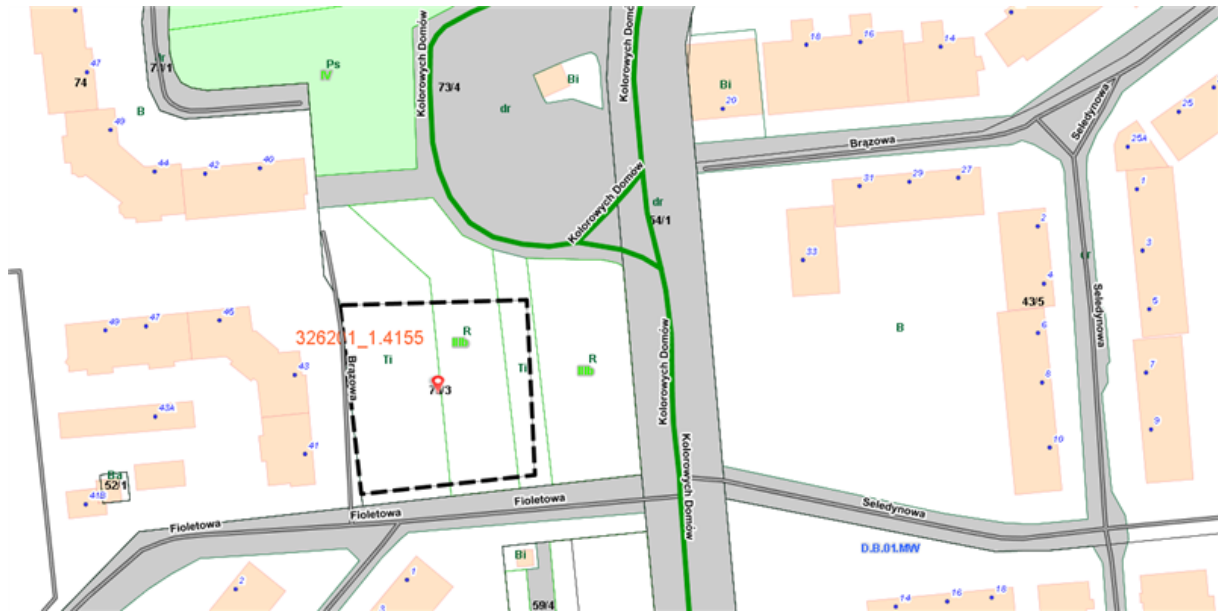 47
74
B
49
44
42
40
71/1
Ps
IV
Kolorowych Domów
73/4
dr
Bi
Kolorowych Domów
Bi
20
18
16
14
Brązowa
Seledynowa
25
25A
31
29
27
33
1
2
3
4
43/5
5
6
7
8
9
10
dr
Seledynowa
B
Kolorowych Domów
dr
54/1
Kolorowych Domów
Kolorowych Domów
49
47
45
43
43A
41
41B
Ba
52/1
326201_1.4155
Brązowa
Ti
R
IIIb
Ti
R
IIIb
Fioletowa
Fioletowa
Fioletowa
Seledynowa
D.B.01.MW
Bi
59/4
2
1
3
14
16
18